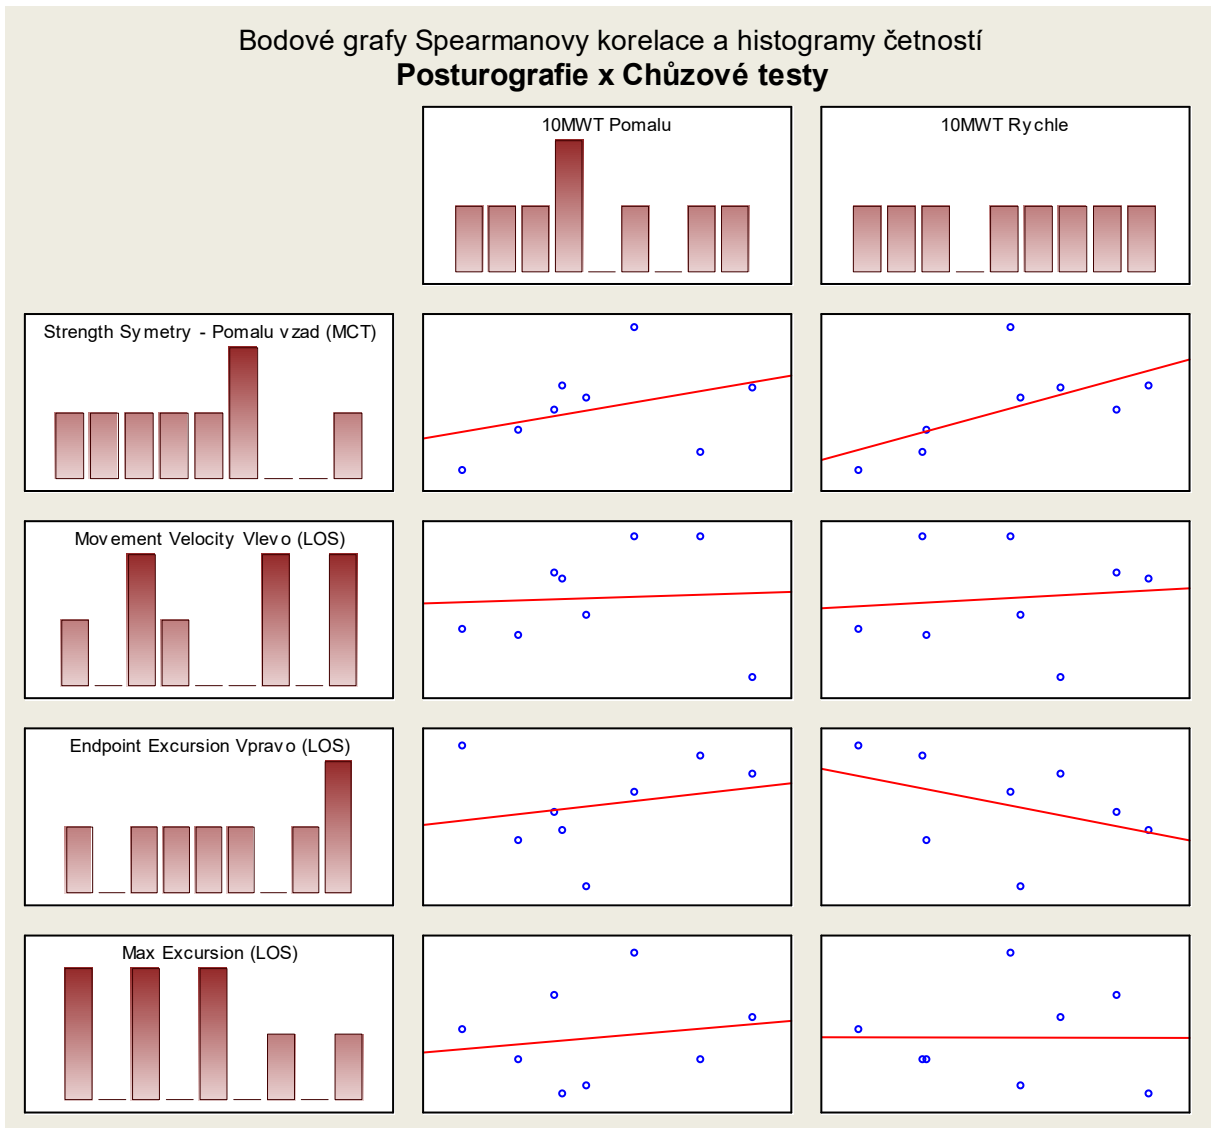 Bodové grafy Spearmanovy korelace a histogramy četností
Posturografie x Chůzové testy
10MWT Pomalu
10MWT Rychle
Strength Symetry - Pomalu vzad (MCT)
Movement Velocity Vlevo (LOS)
Endpoint Excursion Vpravo (LOS)
Max Excursion (LOS)